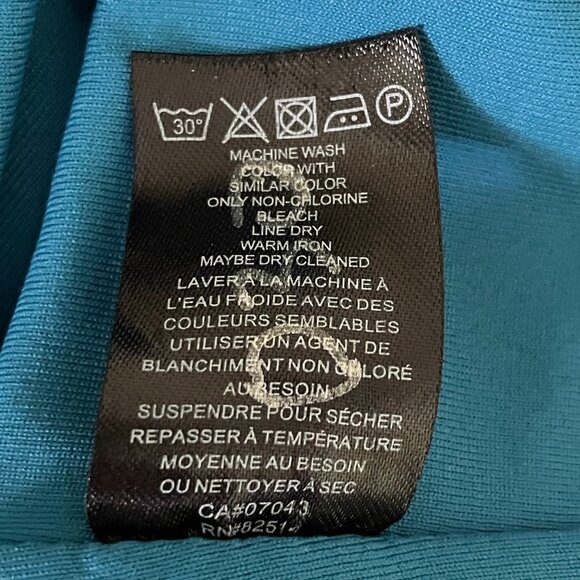 30°
P
MACHINE WASH
COLOR WITH
SIMILAR COLOR
ONLY NON-CHLORINE
BLEACH
LINE DRY
WARM IRON
MAYBE DRY CLEANED
LAVER À LA MACHINE À
L'EAU FROIDE AVEC DES
COULEURS SEMBLABLES
UTILISER UN AGENT DE
BLANCHIMENT NON CHLORÉ
AU BESOIN
SUSPENDRE POUR SÉCHER
REPASSER À TEMPÉRATURE
MOYENNE AU BESOIN
OU NETTOYER À SEC
CA#07043